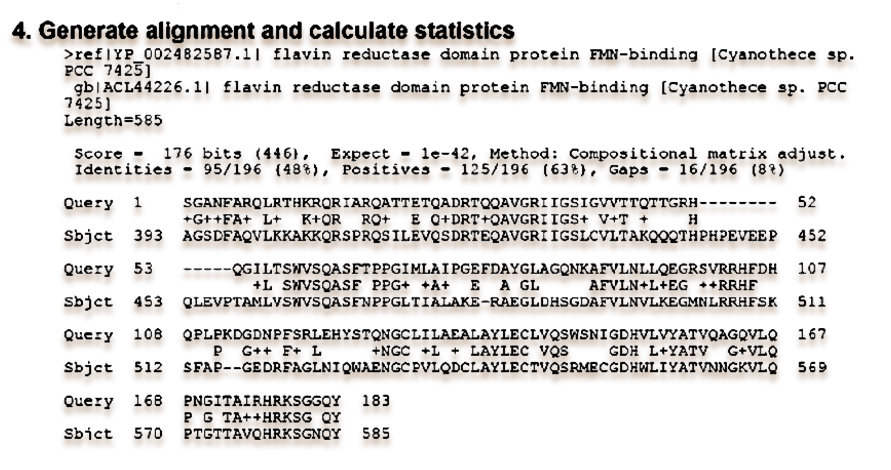 4. Generate alignment and calculate statistics
>ref|YP_002482587.1| flavin reductase domain protein FMN-binding [Cyanothece sp.
PCC 7425]
gb|ACL44226.1| flavin reductase domain protein FMN-binding [Cyanothece sp. PCC
7425]
Length=585
Score = 176 bits (446), Expect = 1e-42, Method: Compositional matrix adjust.
Identities = 95/196 (48%), Positives = 125/196 (63%), Gaps = 16/196 (8%)
Query 1 SGANFARQLRTHKRQRIARQATTETQADRTQQAVGRIIGSIGVVTTQTTGRH-------- 52
+G++FA+ L+ K+QR RQ+ E Q+DRT+QAVGRIIGS+ V+T + H
Sbjct 393 AGSDFAQVLKKAKKQRSPRQSILEVQSDRTEQAVGRIIGSLCVLTAKQQQTHPHPEVEEP 452
Query 53 -----QGILTSWVSQASFTPPGIMLAIPGEFDAYGLAGQNKAFVLNLLQEGRSVRRHFDH 107
+L SWVSQASF PPG+ +A+ E A GL AFVLN+L+EG ++RRHF
Sbjct 453 QLEVPTAMLVSWVSQASFNPPGLTIALAKE-RAEGLDHSGDAFVLNVLKEGMNLRRHFSK 511
Query 108 QPLPKDGDNPFSRLEHYSTQNGCLILAEALAYLECLVQSWSNIGDHVLVYATVQAGQVLQ 167
P G++ F+ L +NGC +L + LAYLEC VQS GDH L+YATV G+VLQ
Sbjct 512 SFAP--GEDRFAGLNIQWAENGCPVLQDCLAYLECTVQSRMECGDHWLIYATVNNGKVLQ 569
Query 168 PNGITAIRHRKSGGQY 183
P G TA++HRKSG QY
Sbjct 570 PTGTTAVQHRKSGNQY 585